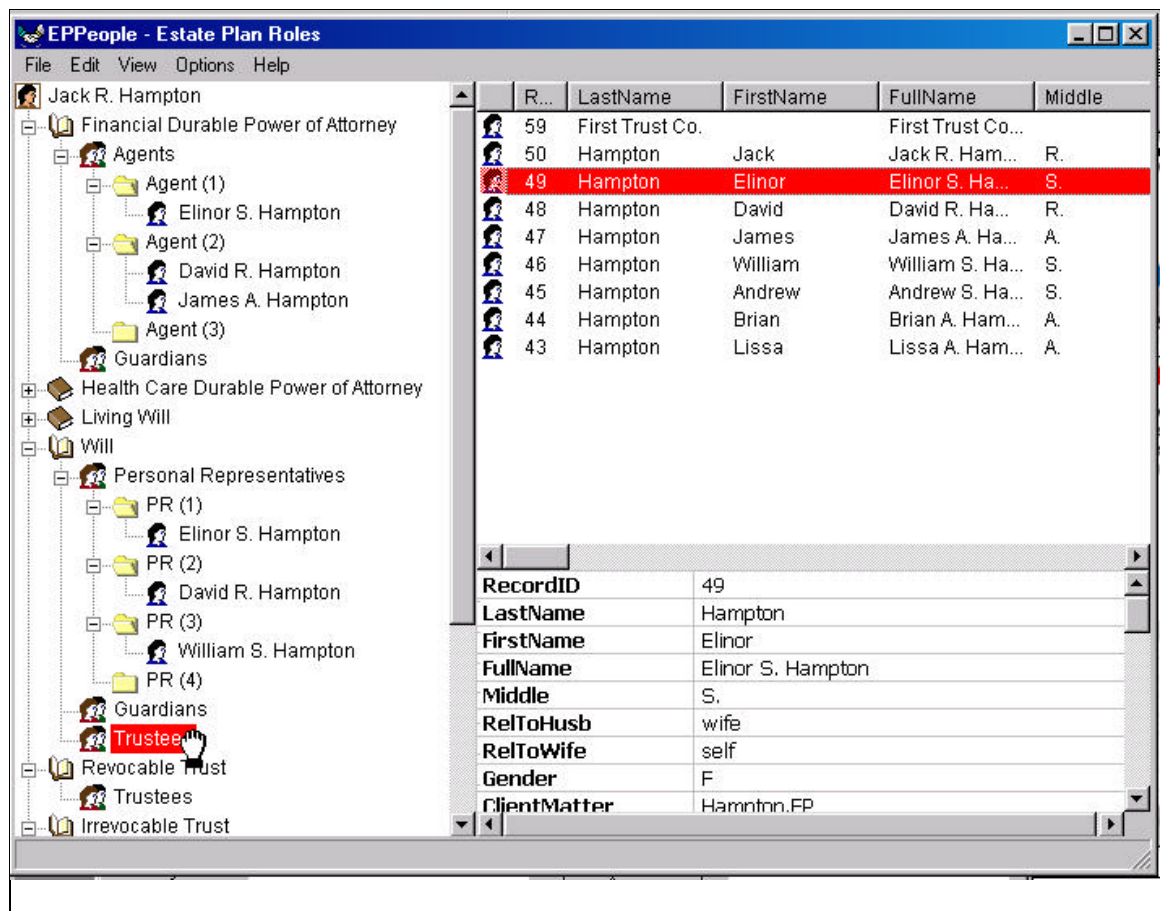 EPPeople - Estate Plan Roles
File Edit View Options Help
Jack R. Hampton
Financial Durable Power of Attorney
Agents
Agent (1)
Elinor S. Hampton
Agent (2)
David R. Hampton
James A. Hampton
Agent (3)
Guardians
Health Care Durable Power of Attorney
Living Will
Will
Personal Representatives
PR (1)
Elinor S. Hampton
PR (2)
David R. Hampton
PR (3)
William S. Hampton
PR (4)
Guardians
Trustees
Revocable Trust
Trustees
Irrevocable Trust
R... LastName FirstName FullName Middle
59 First Trust Co. First Trust Co...
50 Hampton Jack Jack R. Ham... R.
49 Hampton Elinor Elinor S. Ha... S.
48 Hampton David David R. Ha... R.
47 Hampton James James A. Ha... A.
46 Hampton William William S. Ha... S.
45 Hampton Andrew Andrew S. Ha... S.
44 Hampton Brian Brian A. Ham... A.
43 Hampton Lissa Lissa A. Ham... A.
RecordID 49
LastName Hampton
FirstName Elinor
FullName Elinor S. Hampton
Middle S.
RelToHusb wife
RelToWife self
Gender F
ClientMatter Hampton.EP